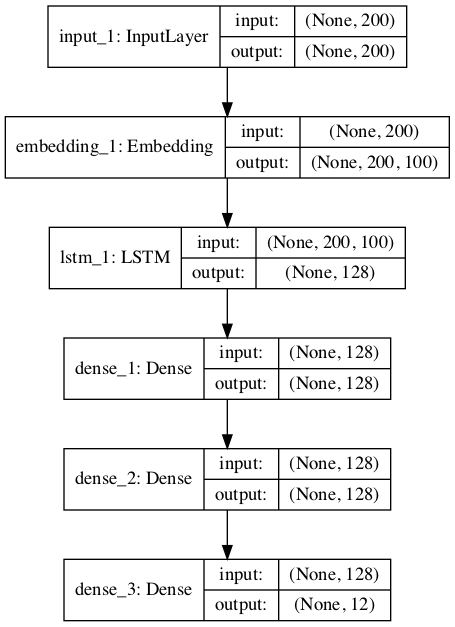 input_1: InputLayer
input: (None, 200)
output: (None, 200)
embedding_1: Embedding
input: (None, 200)
output: (None, 200, 100)
lstm_1: LSTM
input: (None, 200, 100)
output: (None, 128)
dense_1: Dense
input: (None, 128)
output: (None, 128)
dense_2: Dense
input: (None, 128)
output: (None, 128)
dense_3: Dense
input: (None, 128)
output: (None, 12)